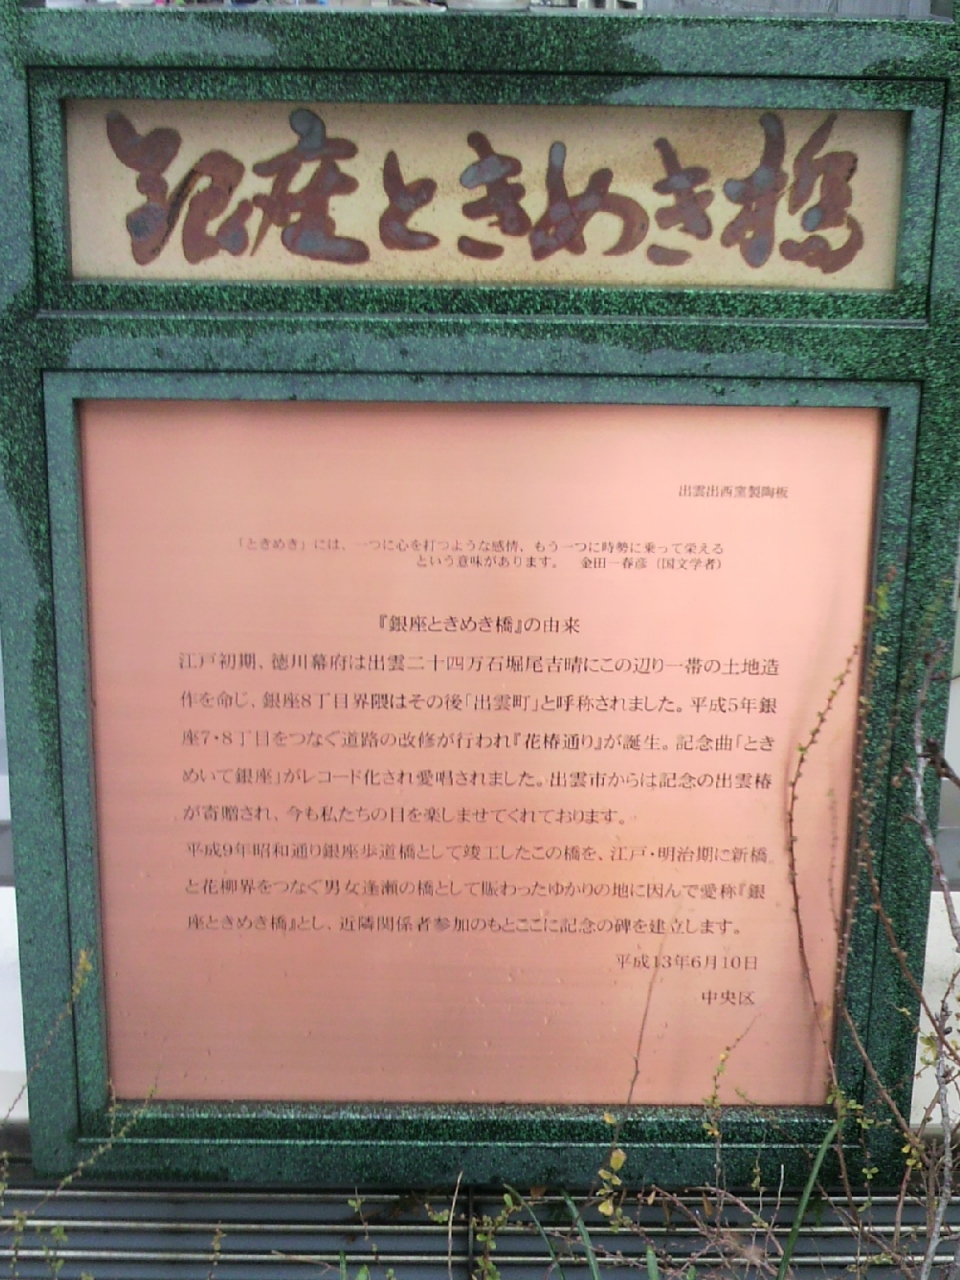 銀座ときめき橋
出雲出西窯製陶板
「ときめき」には、一つに心を打つような感情、もう一つに時勢に乗って栄える
という意味があります。 金田一春彦（国文学者）
『銀座ときめき橋』の由来
江戸初期、徳川幕府は出雲二十四万石堀尾吉晴にこの辺り一帯の土地造
作を命じ、銀座8丁目界隈はその後「出雲町」と呼称されました。平成5年銀
座7・8丁目をつなぐ道路の改修が行われ『花椿通り』が誕生。記念曲「とき
めいて銀座」がレコード化され愛唱されました。出雲市からは記念の出雲椿
が寄贈され、今も私たちの目を楽しませてくれております。
平成9年昭和通り銀座歩道橋として竣工したこの橋を、江戸・明治期に新橋
と花柳界をつなぐ男女逢瀬の橋として賑わったゆかりの地に因んで愛称『銀
座ときめき橋』とし、近隣関係者参加のもとここに記念の碑を建立します。
平成13年6月10日
中央区